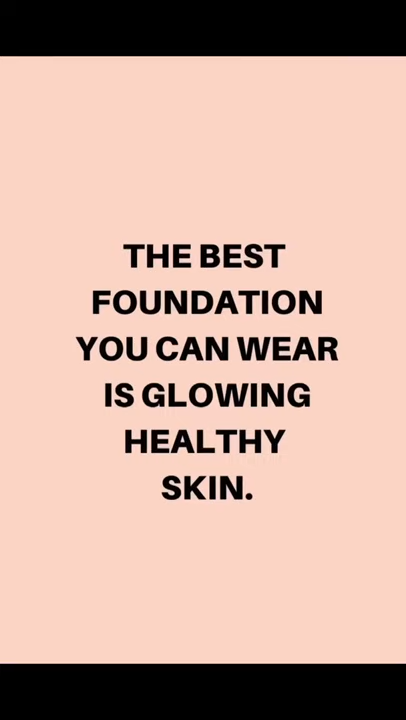 THE BEST
FOUNDATION
YOU CAN WEAR
IS GLOWING
HEALTHY
SKIN.